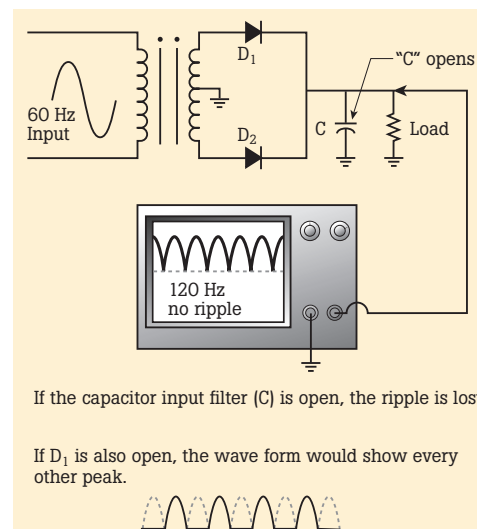 D1
"C" opens
60 Hz
Input
C
Load
D2
120 Hz
no ripple
If the capacitor input filter (C) is open, the ripple is los
If D1 is also open, the wave form would show every
other peak.